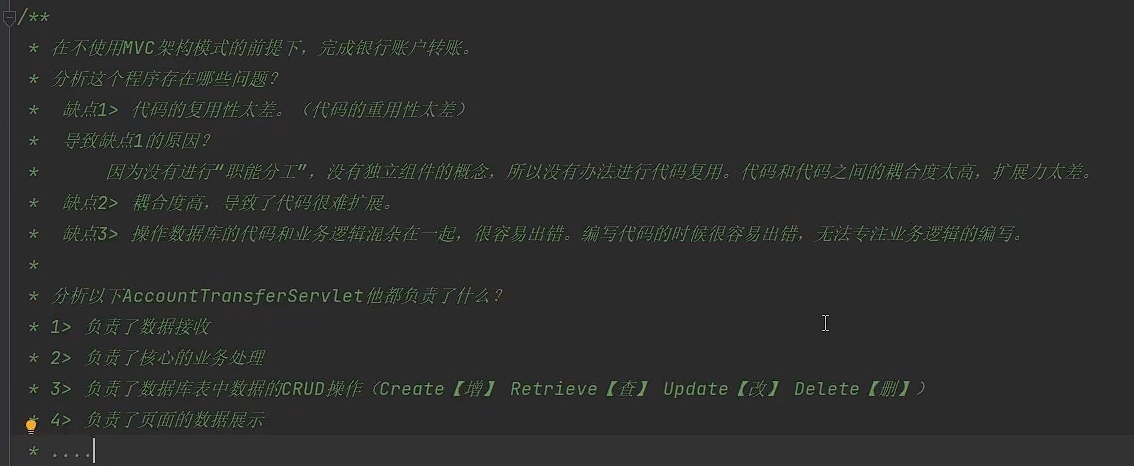 /**
* 在不使用MVC架构模式的前提下，完成银行账户转账。
* 分析这个程序存在哪些问题？
* 缺点1> 代码的复用性太差。（代码的重用性太差）
* 导致缺点1的原因？
* 因为没有进行“职能分工”，没有独立组件的概念，所以没有办法进行代码复用。代码和代码之间的耦合度太高，扩展力太差。
* 缺点2> 耦合度高，导致了代码很难扩展。
* 缺点3> 操作数据库的代码和业务逻辑混杂在一起，很容易出错。编写代码的时候很容易出错，无法专注业务逻辑的编写。
*
* 分析以下AccountTransferServlet他都负责了什么？
* 1> 负责了数据接收
* 2> 负责了核心的业务处理
* 3> 负责了数据库表中数据的CRUD操作（Create【增】 Retrieve【查】 Update【改】 Delete【删】）
* 4> 负责了页面的数据展示
* ....